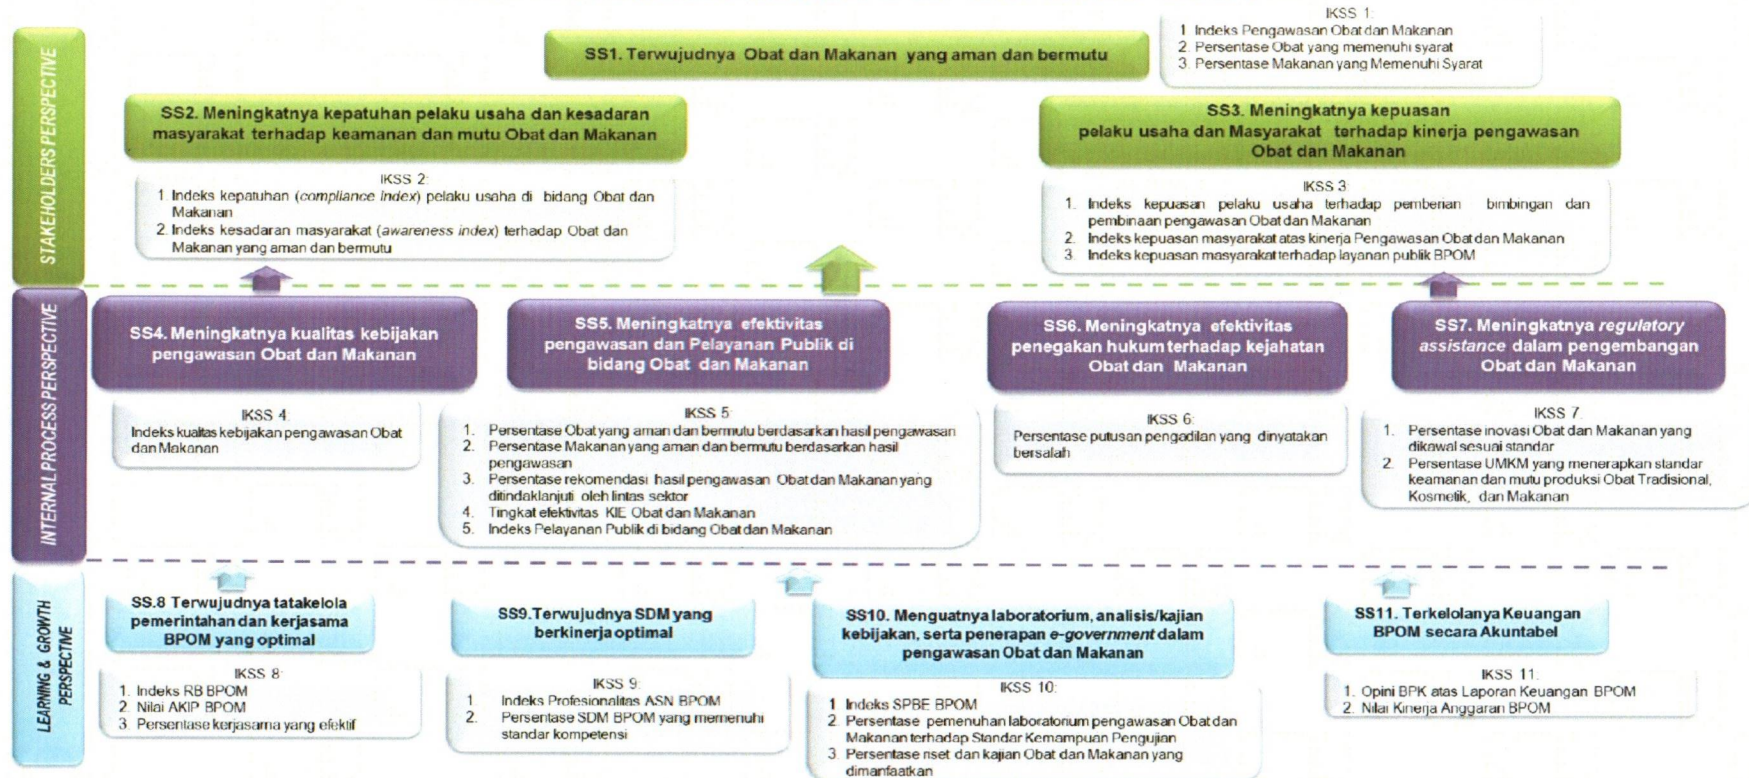 STAKEHOLDERS PERSPECTIVE
SS1. Terwujudnya Obat dan Makanan yang aman dan bermutu
IKSS 1:
1 Indeks Pengawasan Obat dan Makanan
2. Persentase Obat yang memenuhi syarat
3. Persentase Makanan yang Memenuhi Syarat
SS2. Meningkatnya kepatuhan pelaku usaha dan kesadaran
masyarakat terhadap keamanan dan mutu Obat dan Makanan
IKSS 2:
1. Indeks kepatuhan (compliance index) pelaku usaha di bidang Obat dan
Makanan
2. Indeks kesadaran masyarakat (awareness index) terhadap Obat dan
Makanan yang aman dan bermutu
SS3. Meningkatnya kepuasan
pelaku usaha dan Masyarakat terhadap kinerja pengawasan
Obat dan Makanan
IKSS 3:
1. Indeks kepuasan pelaku usaha terhadap pemberian bimbingan dan
pembinaan pengawasan Obat dan Makanan
2. Indeks kepuasan masyarakat atas kinerja Pengawasan Obat dan Makanan
3. Indeks kepuasan masyarakat terhadap layanan publik BPOM
INTERNAL PROCESS PERSPECTIVE
SS4. Meningkatnya kualitas kebijakan
pengawasan Obat dan Makanan
IKSS 4:
Indeks kualitas kebijakan pengawasan Obat
dan Makanan
SS5. Meningkatnya efektivitas
pengawasan dan Pelayanan Publik di
bidang Obat dan Makanan
IKSS 5:
1. Persentase Obat yang aman dan bermutu berdasarkan hasil pengawasan
2. Persentase Makanan yang aman dan bermutu berdasarkan hasil
pengawasan
3. Persentase rekomendasi hasil pengawasan Obat dan Makanan yang
ditindaklanjuti oleh lintas sektor
4. Tingkat efektivitas KIE Obat dan Makanan
5. Indeks Pelayanan Publik di bidang Obat dan Makanan
SS6. Meningkatnya efektivitas
penegakan hukum terhadap kejahatan
Obat dan Makanan
IKSS 6:
Persentase putusan pengadilan yang dinyatakan
bersalah
SS7. Meningkatnya regulatory
assistance dalam pengembangan
Obat dan Makanan
IKSS 7:
1. Persentase inovasi Obat dan Makanan yang
dikawal sesuai standar
2. Persentase UMKM yang menerapkan standar
keamanan dan mutu produksi Obat Tradisional,
Kosmetik, dan Makanan
LEARNING & GROWTH
PERSPECTIVE
SS.8 Terwujudnya tatakelola
pemerintahan dan kerjasama
BPOM yang optimal
IKSS 8:
1. Indeks RB BPOM
2. Nilai AKIP BPOM
3. Persentase kerjasama yang efektif
SS9.Terwujudnya SDM yang
berkinerja optimal
IKSS 9:
1 Indeks Profesionalitas ASN BPOM
2. Persentase SDM BPOM yang memenuhi
standar kompetensi
SS10. Menguatnya laboratorium, analisis/kajian
kebijakan, serta penerapan e-government dalam
pengawasan Obat dan Makanan
IKSS 10:
1 Indeks SPBE BPOM
2 Persentase pemenuhan laboratorium pengawasan Obat dan
Makanan terhadap Standar Kemampuan Pengujian
3 Persentase riset dan kajian Obat dan Makanan yang
dimanfaatkan
SS11. Terkelolanya Keuangan
BPOM secara Akuntabel
IKSS 11:
1. Opini BPK atas Laporan Keuangan BPOM
2. Nilai Kinerja Anggaran BPOM